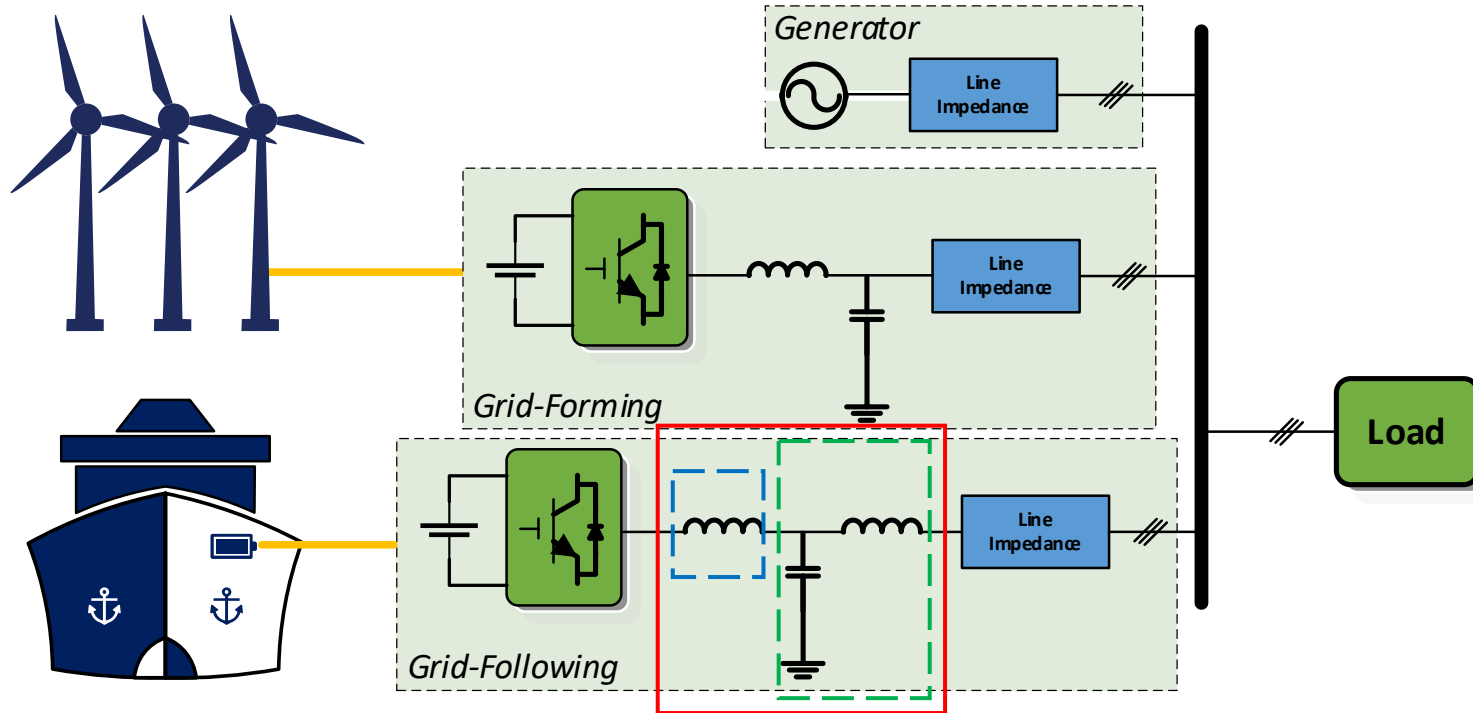 Generator
Line
Impedance
Line
Impedance
Grid-Forming
Load
Line
Impedance
Grid-Following